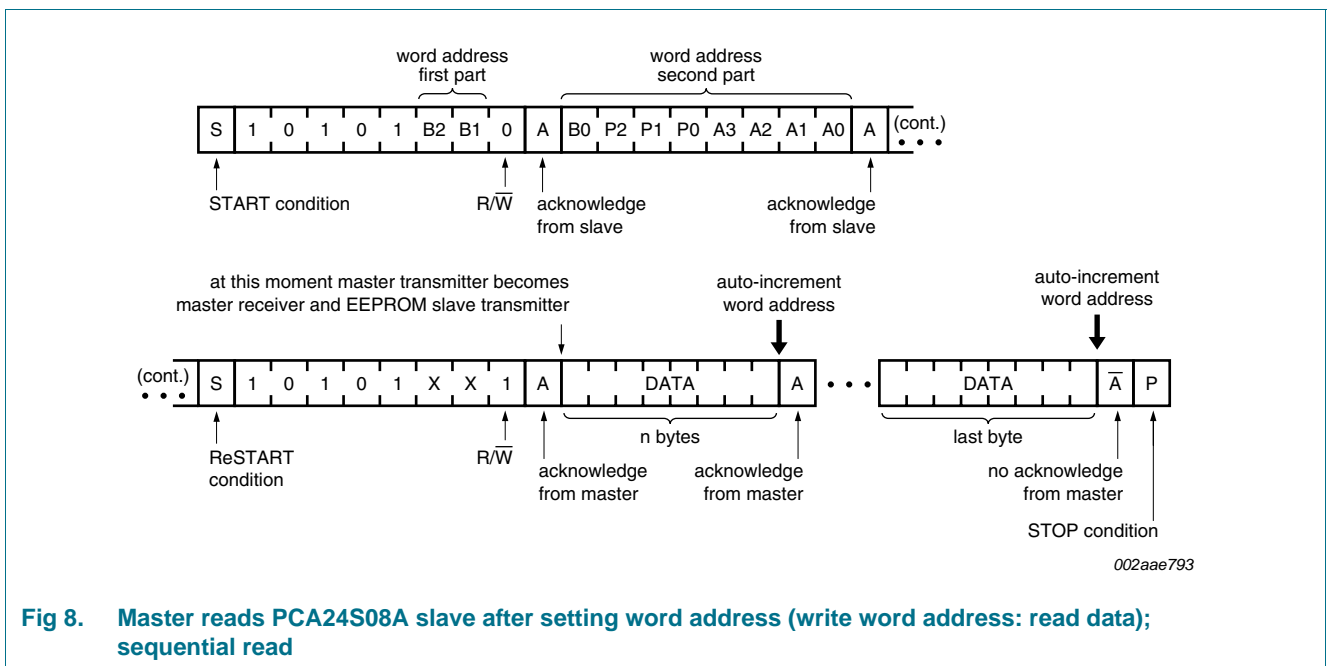 word address
first part
word address
second part
S 1 0 1 0 1 B2 B1 0 A B0 P2 P1 P0 A3 A2 A1 A0 A (cont.)
START condition
R/W̅
acknowledge
from slave
acknowledge
from slave
at this moment master transmitter becomes
master receiver and EEPROM slave transmitter
auto-increment
word address
auto-increment
word address
(cont.) S 1 0 1 0 1 X X 1 A DATA A DATA A̅ P
n bytes
last byte
ReSTART
condition
R/W̅
acknowledge
from master
acknowledge
from master
no acknowledge
from master
STOP condition
002aae793
Fig 8. Master reads PCA24S08A slave after setting word address (write word address: read data);
sequential read